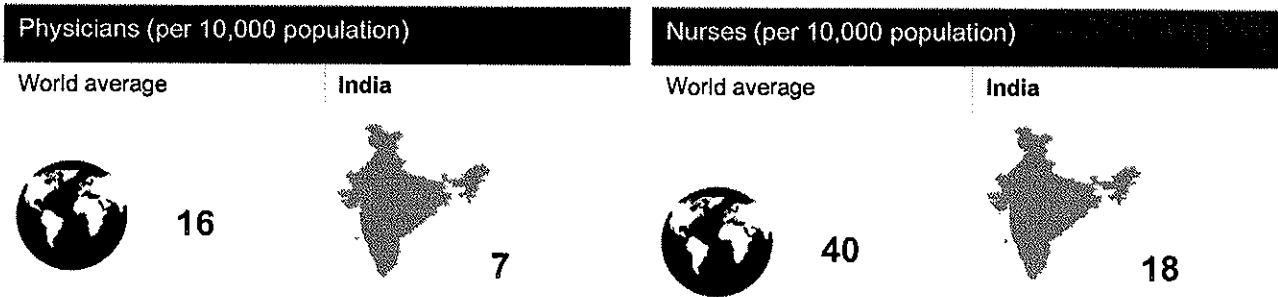 Physicians (per 10,000 population)
World average
India
16
7
Nurses (per 10,000 population)
World average
India
40
18